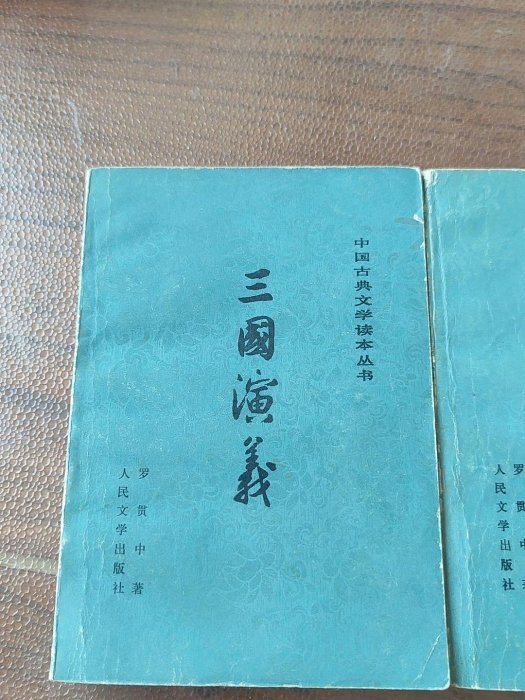 中国古典文学读本丛书
三國演義
罗贯中著
人民文学出版社
罗贯中
人民文学出版社